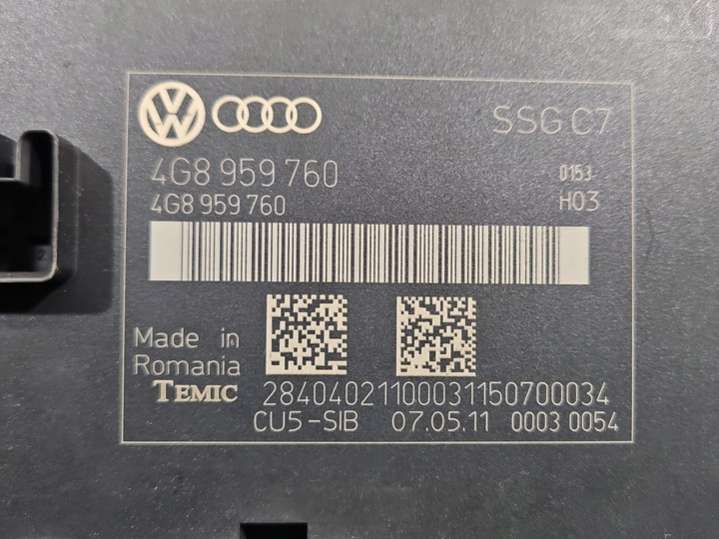 SSG C7
4G8 959 760 0153
4G8 959 760 H03
Made in
Romania
TEMIC 28404021100031150700034
CU5-SIB 07.05.11 0003 0054